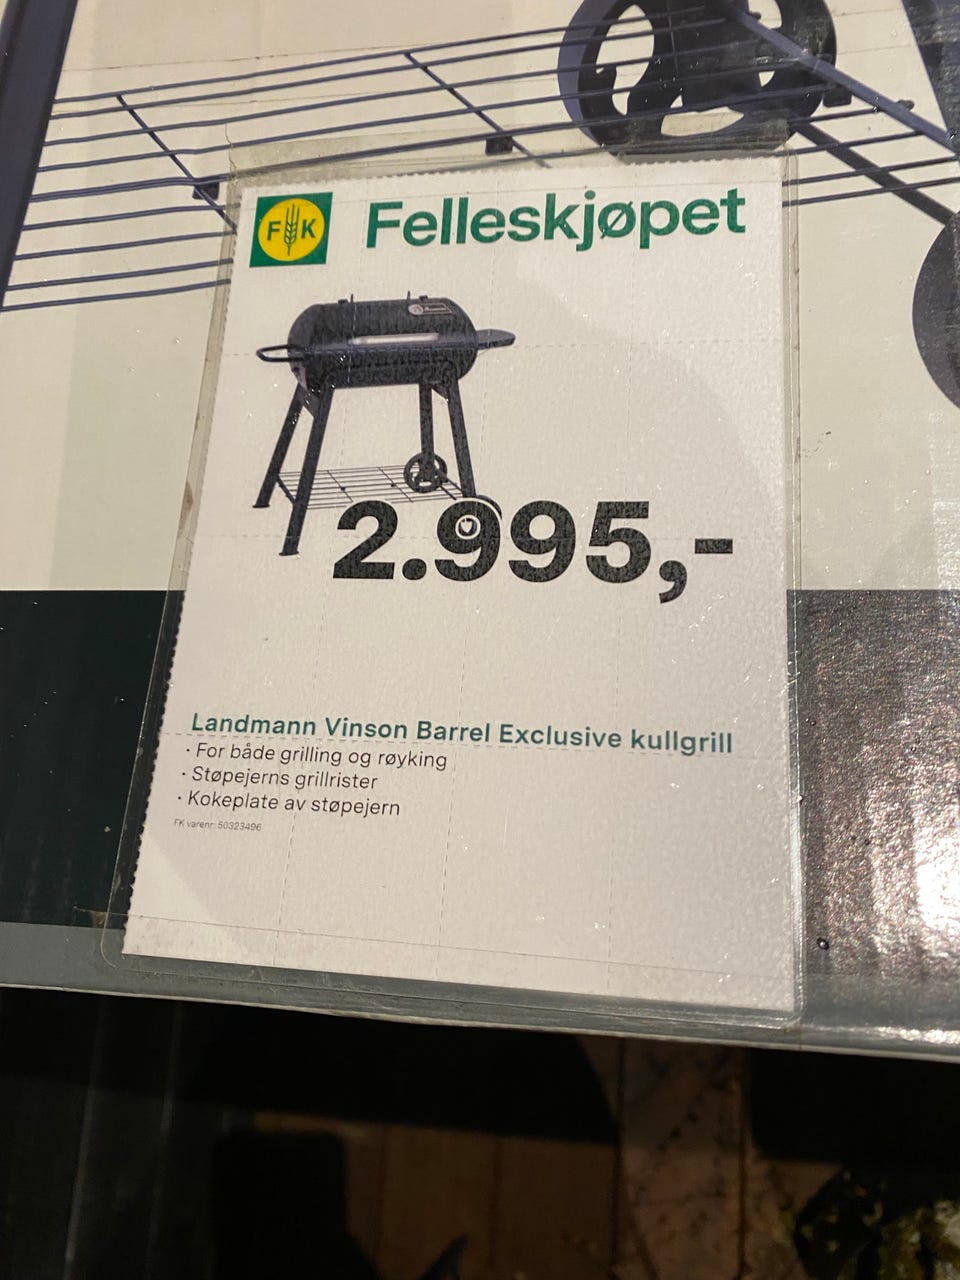 FK Felleskjøpet
2.995,-
Landmann Vinson Barrel Exclusive kullgrill
· For både grilling og røyking
· Støpejerns grillrister
· Kokeplate av støpejern
FK varenr: 50323496